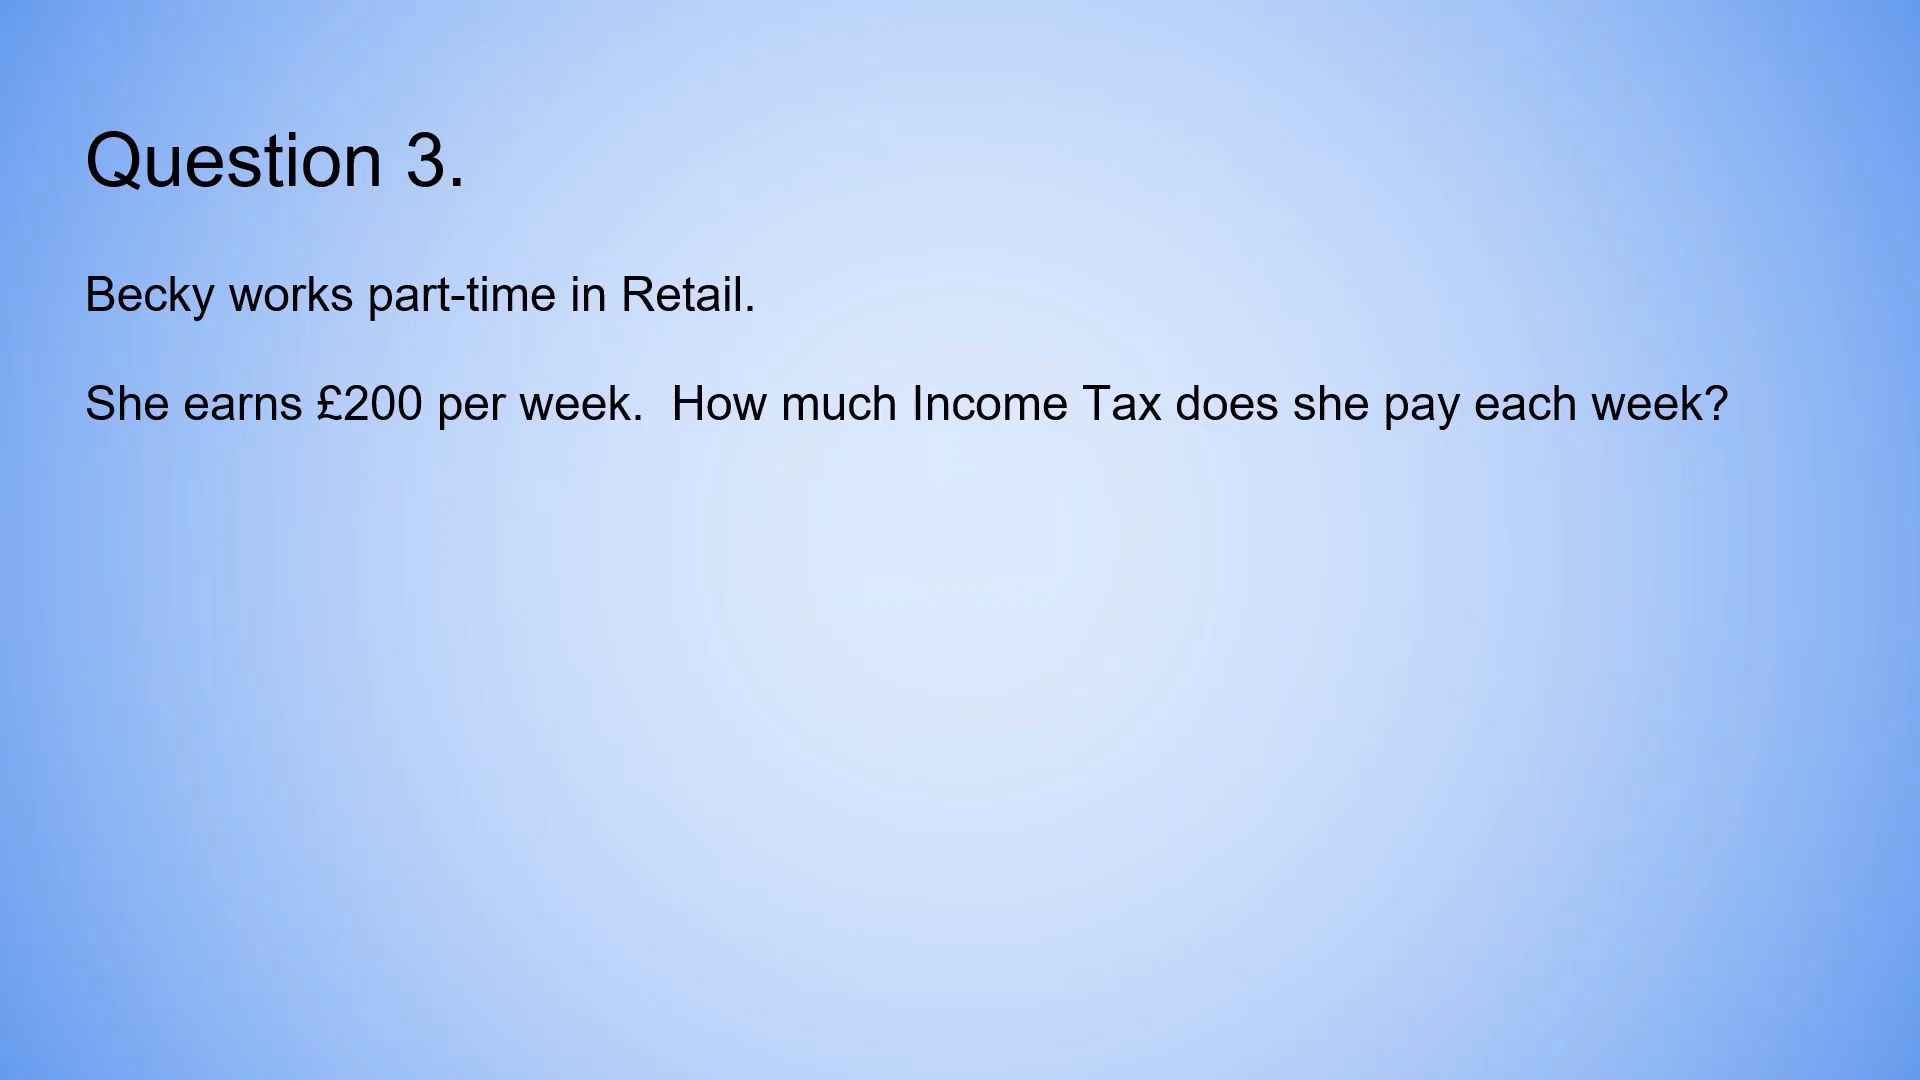 Question 3.
Becky works part-time in Retail.
She earns £200 per week.  How much Income Tax does she pay each week?